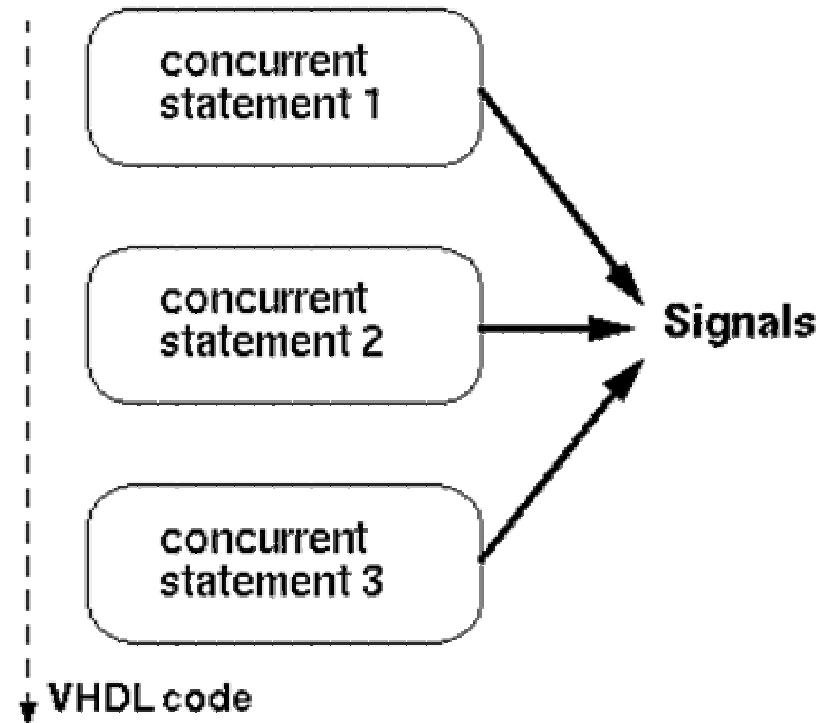 concurrent
statement 1
concurrent
statement 2
Signals
concurrent
statement 3
VHDL code